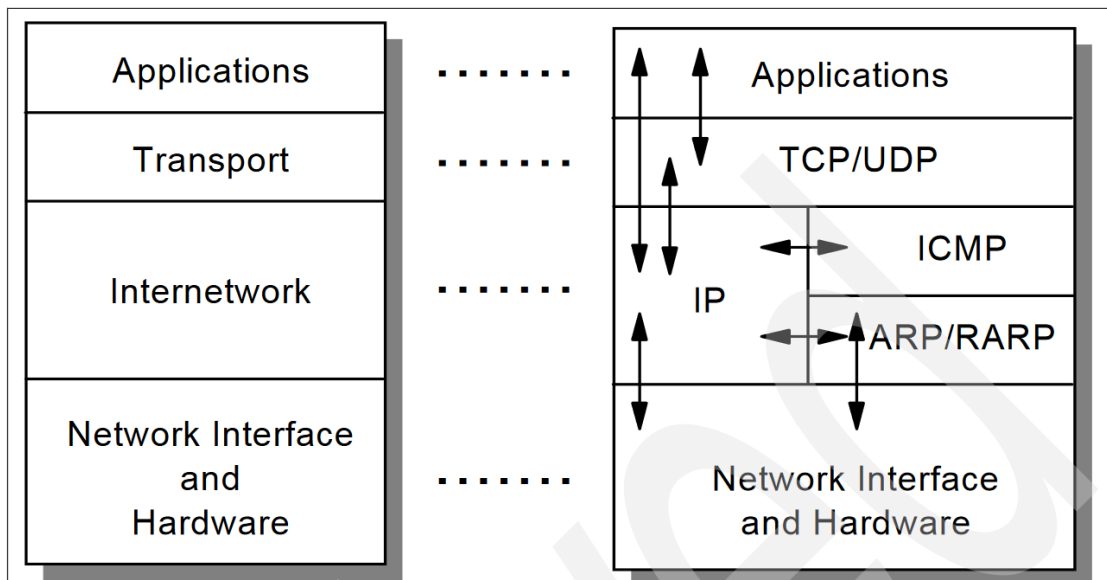 Applications
Transport
Internetwork
Network Interface
and
Hardware
Applications
TCP/UDP
ICMP
IP
ARP/RARP
Network Interface
and Hardware